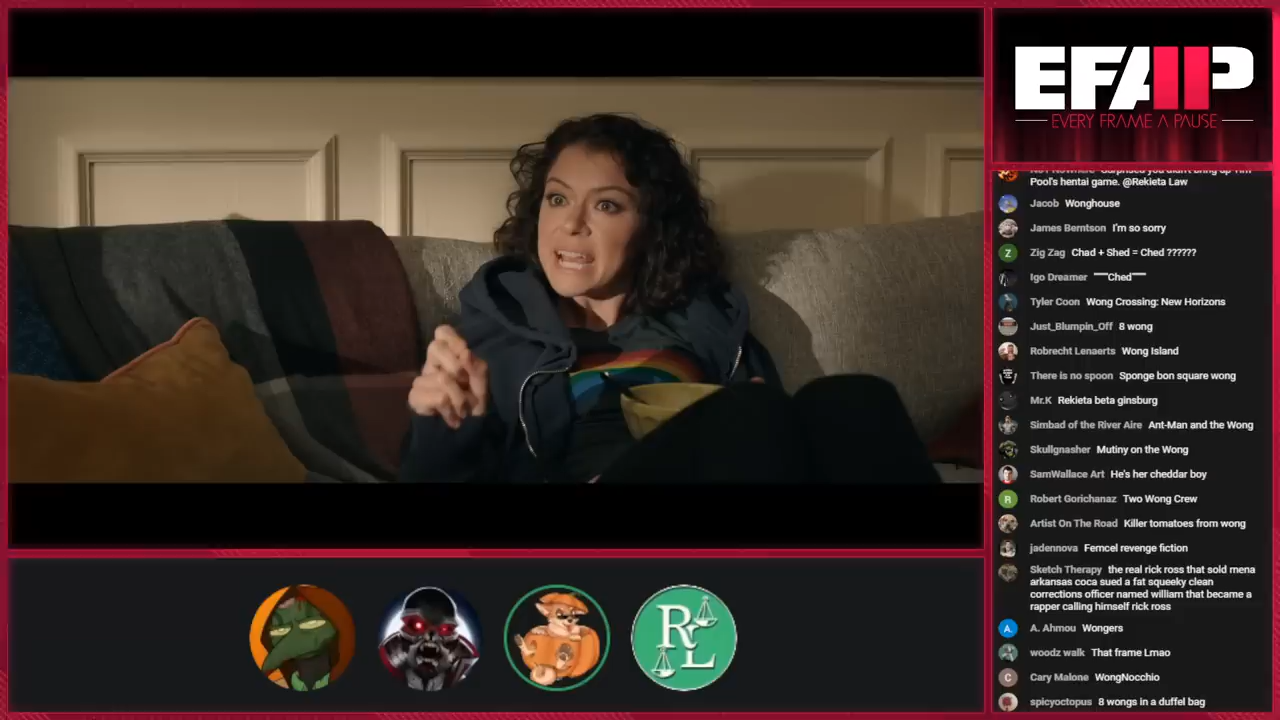 EFAP
EVERY FRAME A PAUSE
Pool's hentai game. @Rekieta Law
Jacob Wonghouse
James Berntson I'm so sorry
Z Zig Zag Chad + Shed = Ched ??????
Igo Dreamer """Ched"""
Tyler Coon Wong Crossing: New Horizons
Just_Blumpin_Off 8 wong
Robrecht Lenaerts Wong Island
There is no spoon Sponge bon square wong
Mr.K Rekieta beta ginsburg
Simbad of the River Aire Ant-Man and the Wong
Skullgnasher Mutiny on the Wong
SamWallace Art He's her cheddar boy
R Robert Gorichanaz Two Wong Crew
Artist On The Road Killer tomatoes from wong
jadennova Femcel revenge fiction
Sketch Therapy the real rick ross that sold mena
arkansas coca sued a fat squeeky clean
corrections officer named william that became a
rapper calling himself rick ross
A. A. Ahmou Wongers
woodz walk That frame Lmao
C Cary Malone WongNocchio
spicyoctopus 8 wongs in a duffel bag
RL